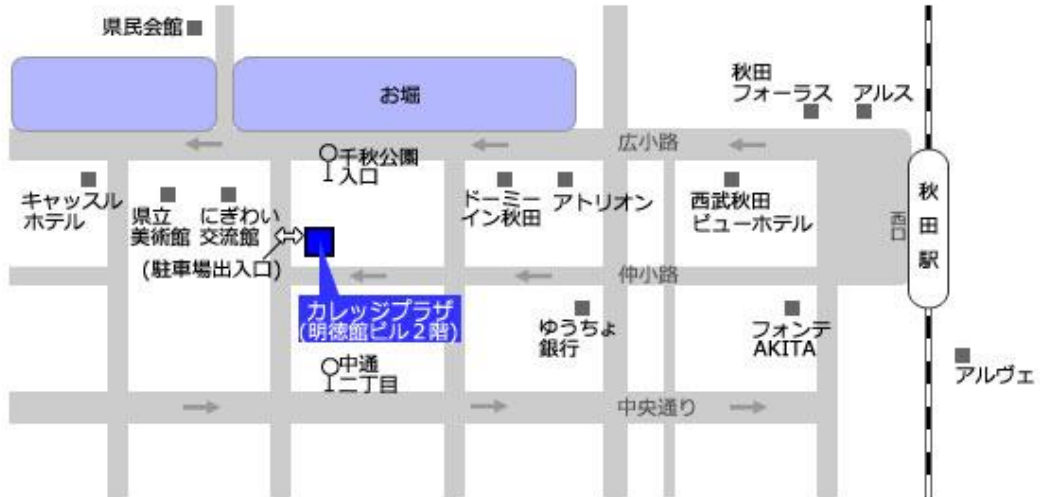 県民会館
お堀
秋田
フォーラス
アルス
広小路
千秋公園
入口
キャッスル
ホテル
県立
美術館
にぎわい
交流館
ドーミー
イン秋田
アトリオン
西武秋田
ビューホテル
西口
秋田駅
(駐車場出入口)
仲小路
カレッジプラザ
(明徳館ビル2階)
ゆうちょ
銀行
フォンテ
AKITA
アルヴェ
中通
二丁目
中央通り